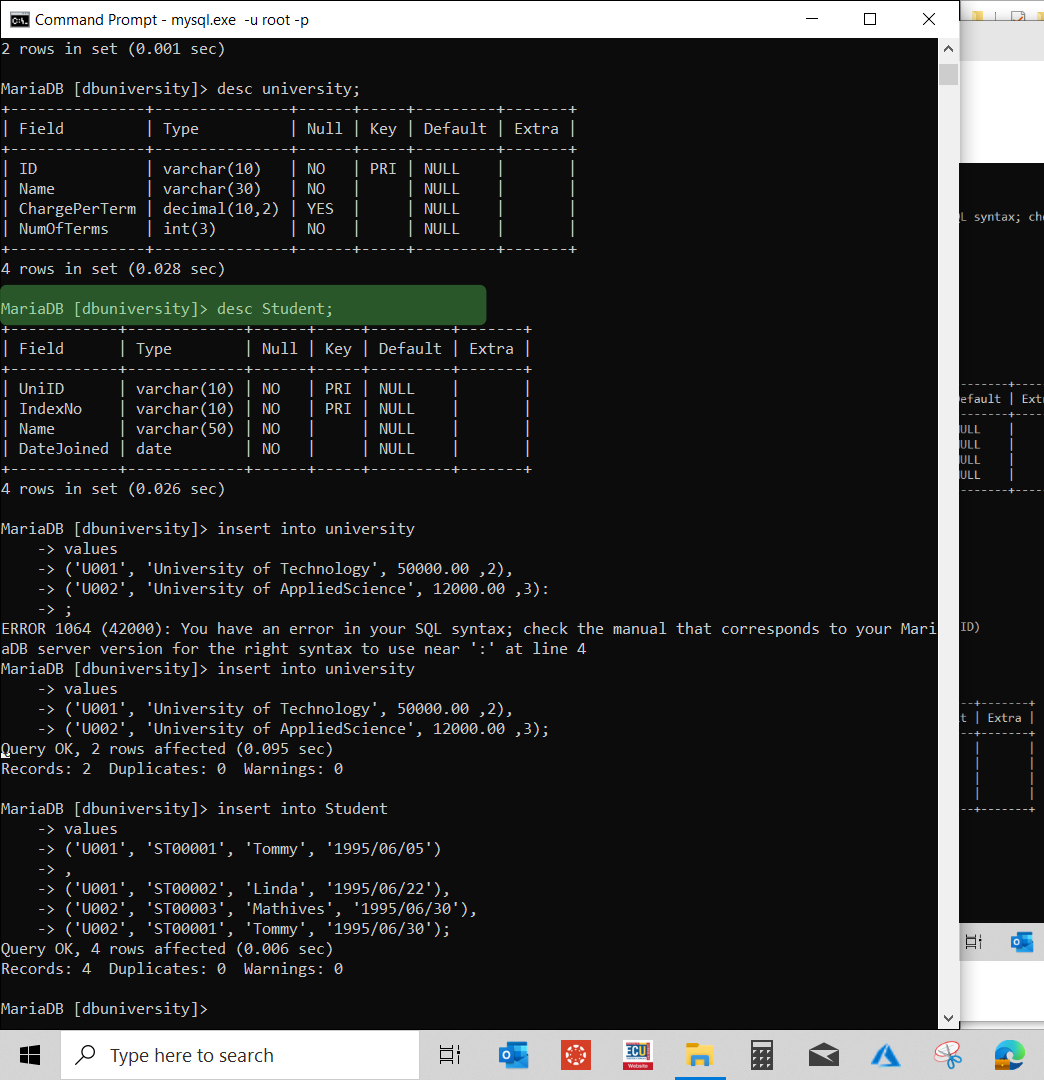 Command Prompt - mysql.exe  -u root -p
2 rows in set (0.001 sec)
MariaDB [dbuniversity]> desc university;
+--------------+---------------+------+-----+---------+-------+
| Field        | Type          | Null | Key | Default | Extra |
+--------------+---------------+------+-----+---------+-------+
| ID           | varchar(10)   | NO   | PRI | NULL    |       |
| Name         | varchar(30)   | NO   |     | NULL    |       |
| ChargePerTerm | decimal(10,2) | YES  |     | NULL    |       |
| NumOfTerms   | int(3)        | NO   |     | NULL    |       |
+--------------+---------------+------+-----+---------+-------+
4 rows in set (0.028 sec)
MariaDB [dbuniversity]> desc Student;
+------------+-------------+------+-----+---------+-------+
| Field      | Type        | Null | Key | Default | Extra |
+------------+-------------+------+-----+---------+-------+
| UniID      | varchar(10) | NO   | PRI | NULL    |       |
| IndexNo    | varchar(10) | NO   | PRI | NULL    |       |
| Name       | varchar(50) | NO   |     | NULL    |       |
| DateJoined | date        | NO   |     | NULL    |       |
+------------+-------------+------+-----+---------+-------+
4 rows in set (0.026 sec)
MariaDB [dbuniversity]> insert into university
    -> values
    -> ('U001', 'University of Technology', 50000.00 ,2),
    -> ('U002', 'University of AppliedScience', 12000.00 ,3):
    -> ;
ERROR 1064 (42000): You have an error in your SQL syntax; check the manual that corresponds to your Mari
aDB server version for the right syntax to use near ':' at line 4
MariaDB [dbuniversity]> insert into university
    -> values
    -> ('U001', 'University of Technology', 50000.00 ,2),
    -> ('U002', 'University of AppliedScience', 12000.00 ,3);
Query OK, 2 rows affected (0.095 sec)
Records: 2  Duplicates: 0  Warnings: 0
MariaDB [dbuniversity]> insert into Student
    -> values
    -> ('U001', 'ST00001', 'Tommy', '1995/06/05')
    -> ,
    -> ('U001', 'ST00002', 'Linda', '1995/06/22'),
    -> ('U002', 'ST00003', 'Mathives', '1995/06/30'),
    -> ('U002', 'ST00001', 'Tommy', '1995/06/30');
Query OK, 4 rows affected (0.006 sec)
Records: 4  Duplicates: 0  Warnings: 0
MariaDB [dbuniversity]>
syntax;
| Extra |
Type here to search
ECU
Website